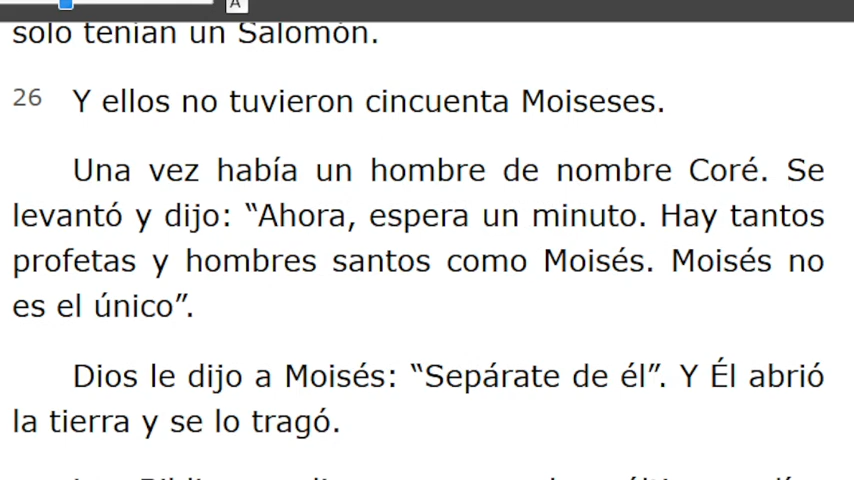 A
solo tenían un Salomón.
26 Y ellos no tuvieron cincuenta Moiseses.
Una vez había un hombre de nombre Coré. Se
levantó y dijo: “Ahora, espera un minuto. Hay tantos
profetas y hombres santos como Moisés. Moisés no
es el único”.
Dios le dijo a Moisés: “Sepárate de él”. Y Él abrió
la tierra y se lo tragó.